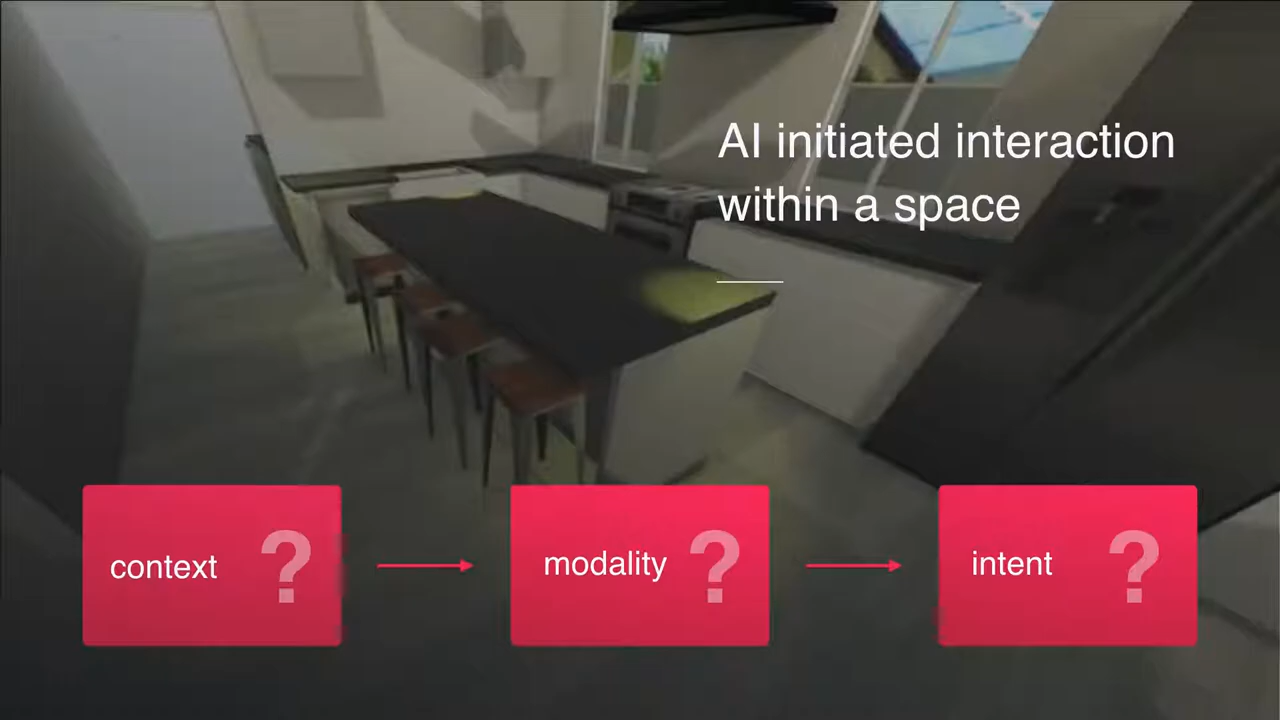 AI initiated interaction
within a space
context ?
modality ?
intent ?